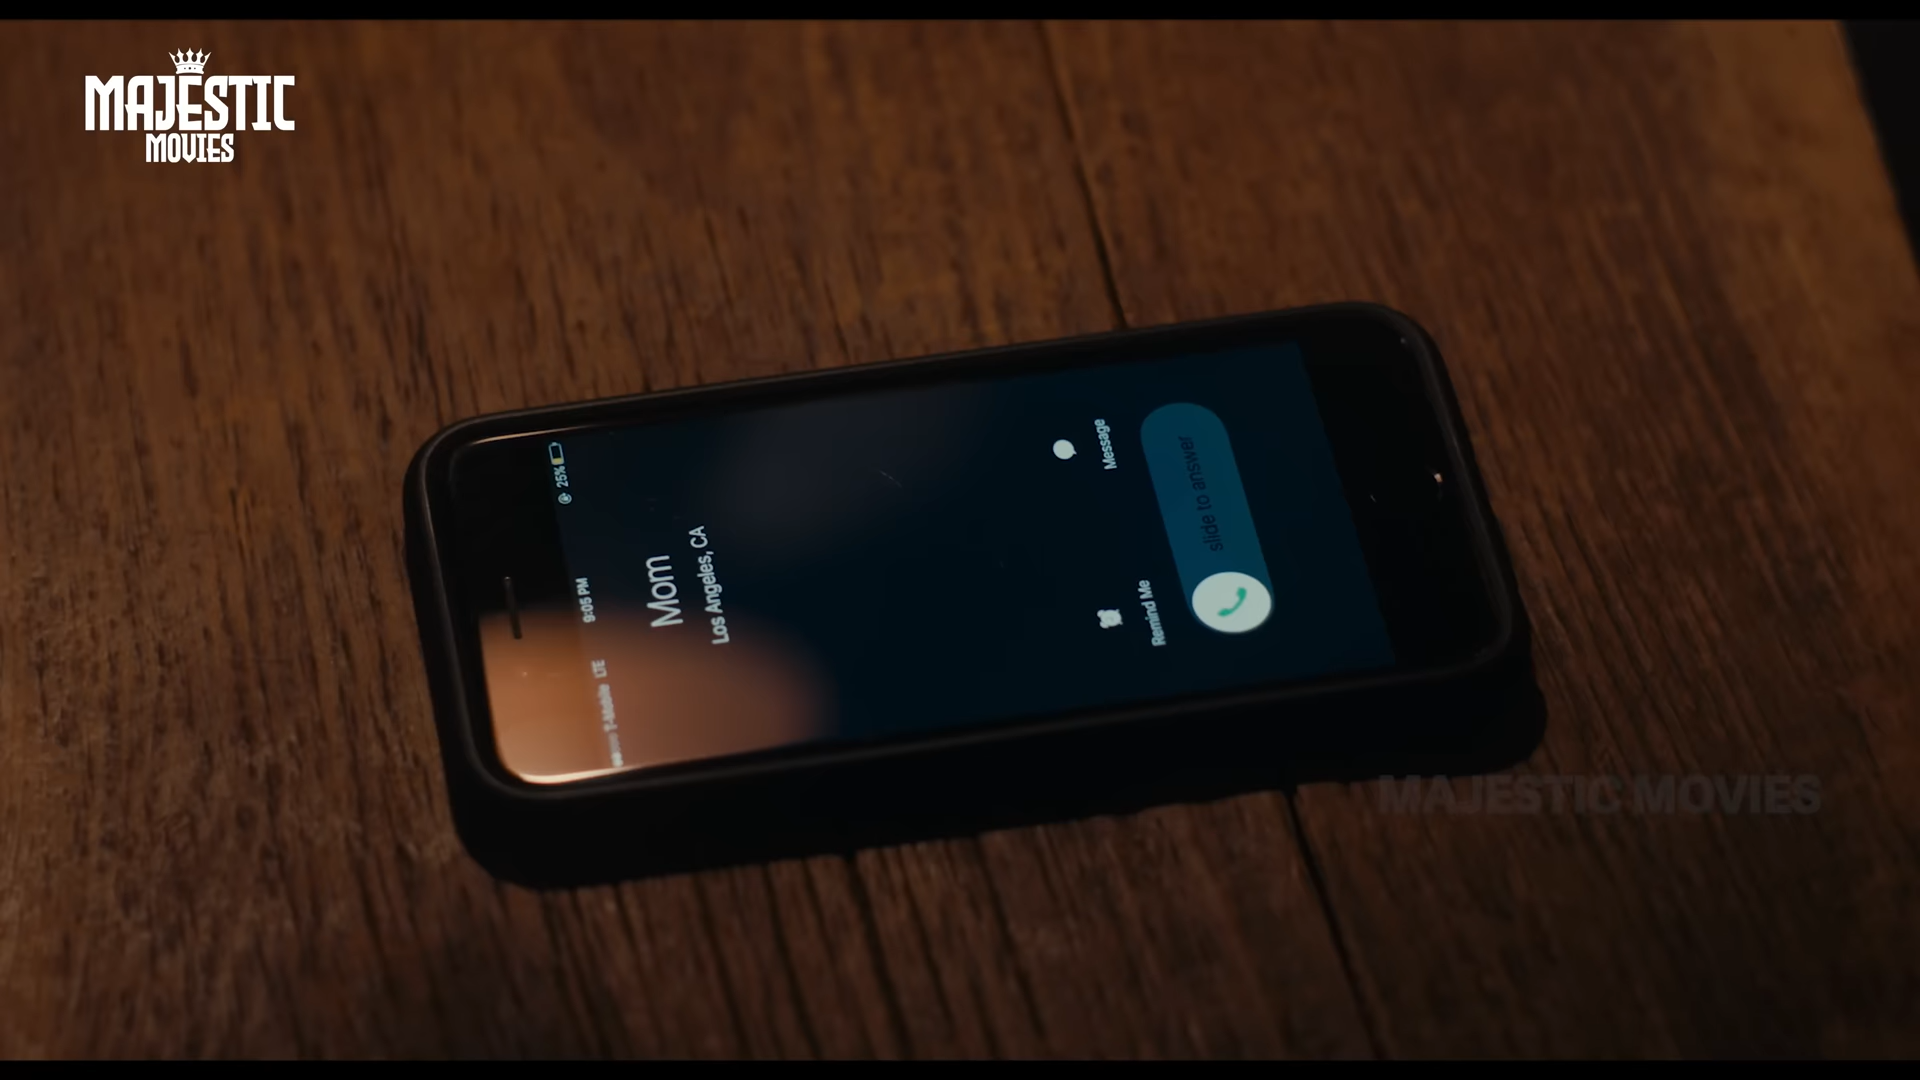 MAJESTIC
MOVIES
T-Mobile LTE
9:05 PM
25%
Mom
Los Angeles, CA
Remind Me
Message
slide to answer
MAJESTIC MOVIES